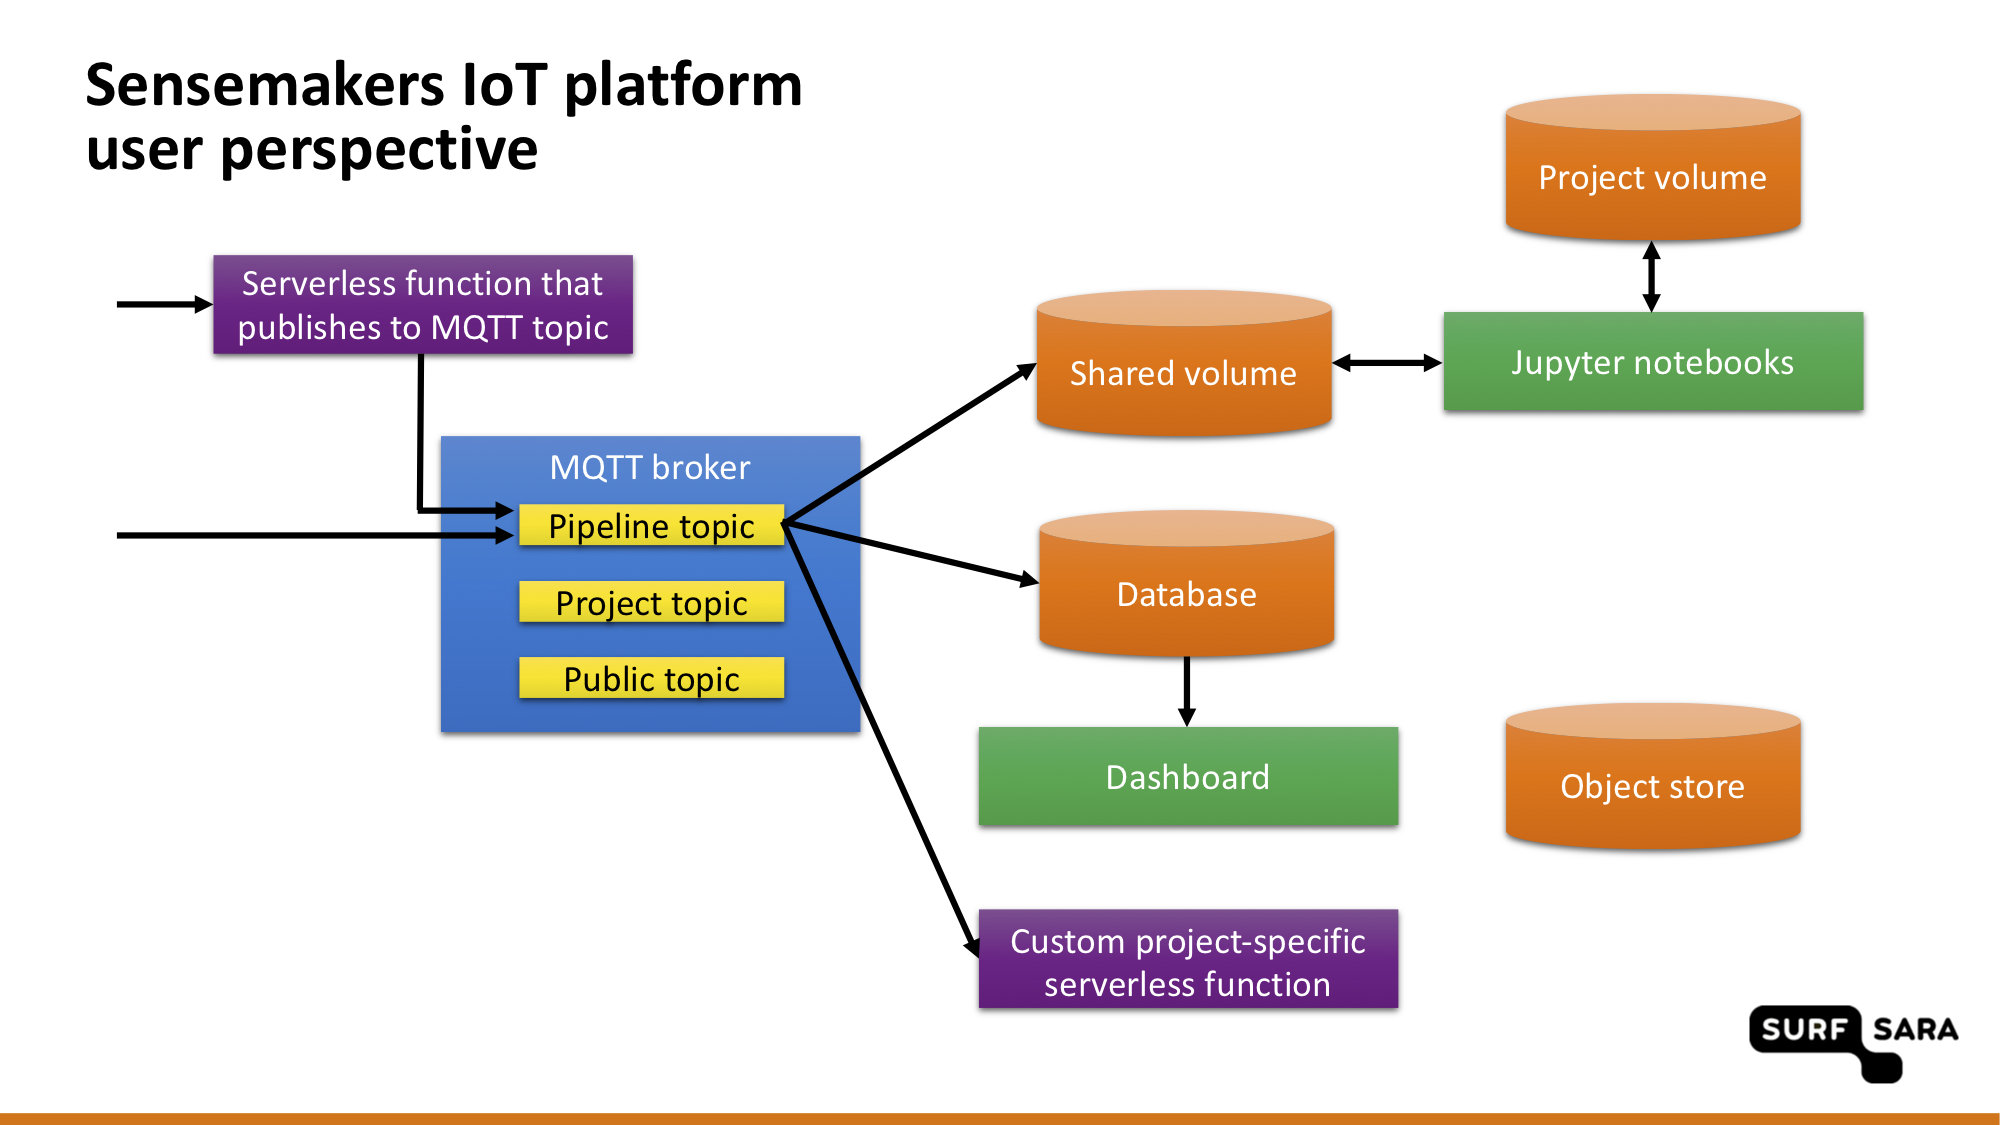 Sensemakers IoT platform
user perspective
Project volume
Serverless function that
publishes to MQTT topic
Shared volume
Jupyter notebooks
MQTT broker
Pipeline topic
Project topic
Public topic
Database
Dashboard
Object store
Custom project-specific
serverless function
SURF SARA